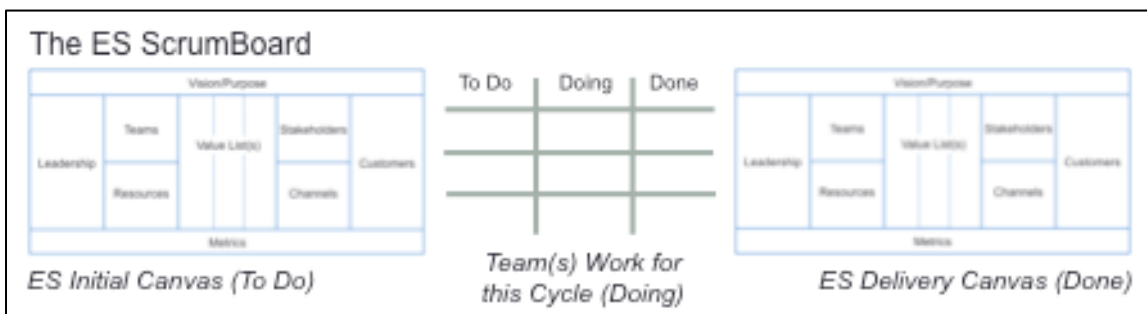 The ES ScrumBoard
Vision/Purpose
Leadership
Teams
Resources
Value List(s)
Stakeholders
Channels
Customers
Metrics
ES Initial Canvas (To Do)
To Do Doing Done
Team(s) Work for
this Cycle (Doing)
Vision/Purpose
Leadership
Teams
Resources
Value List(s)
Stakeholders
Channels
Customers
Metrics
ES Delivery Canvas (Done)